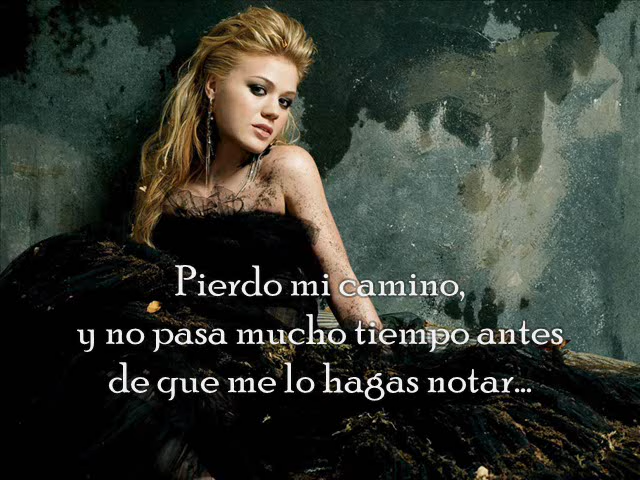 Pierdo mi camino,
y no pasa mucho tiempo antes
de que me lo hagas notar...